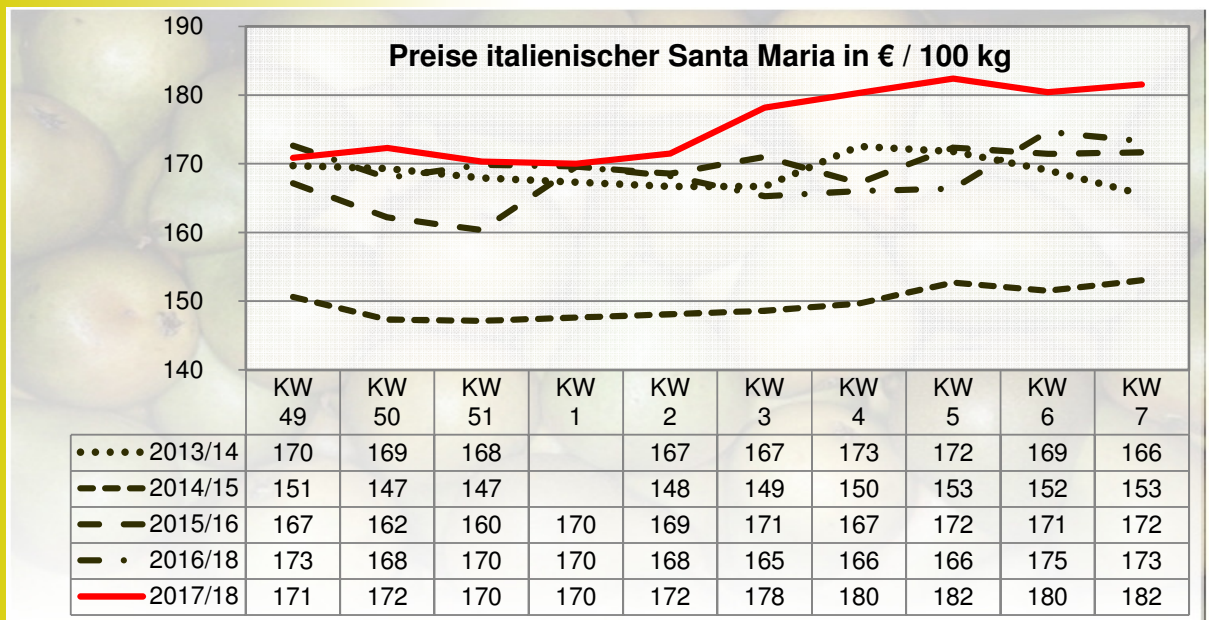 190
Preise italienischer Santa Maria in € / 100 kg
180
170
160
150
140
KW 49 KW 50 KW 51 KW 1 KW 2 KW 3 KW 4 KW 5 KW 6 KW 7
2013/14 170 169 168 167 167 173 172 169 166
2014/15 151 147 147 148 149 150 153 152 153
2015/16 167 162 160 170 169 171 167 172 171 172
2016/18 173 168 170 170 168 165 166 166 175 173
2017/18 171 172 170 170 172 178 180 182 180 182